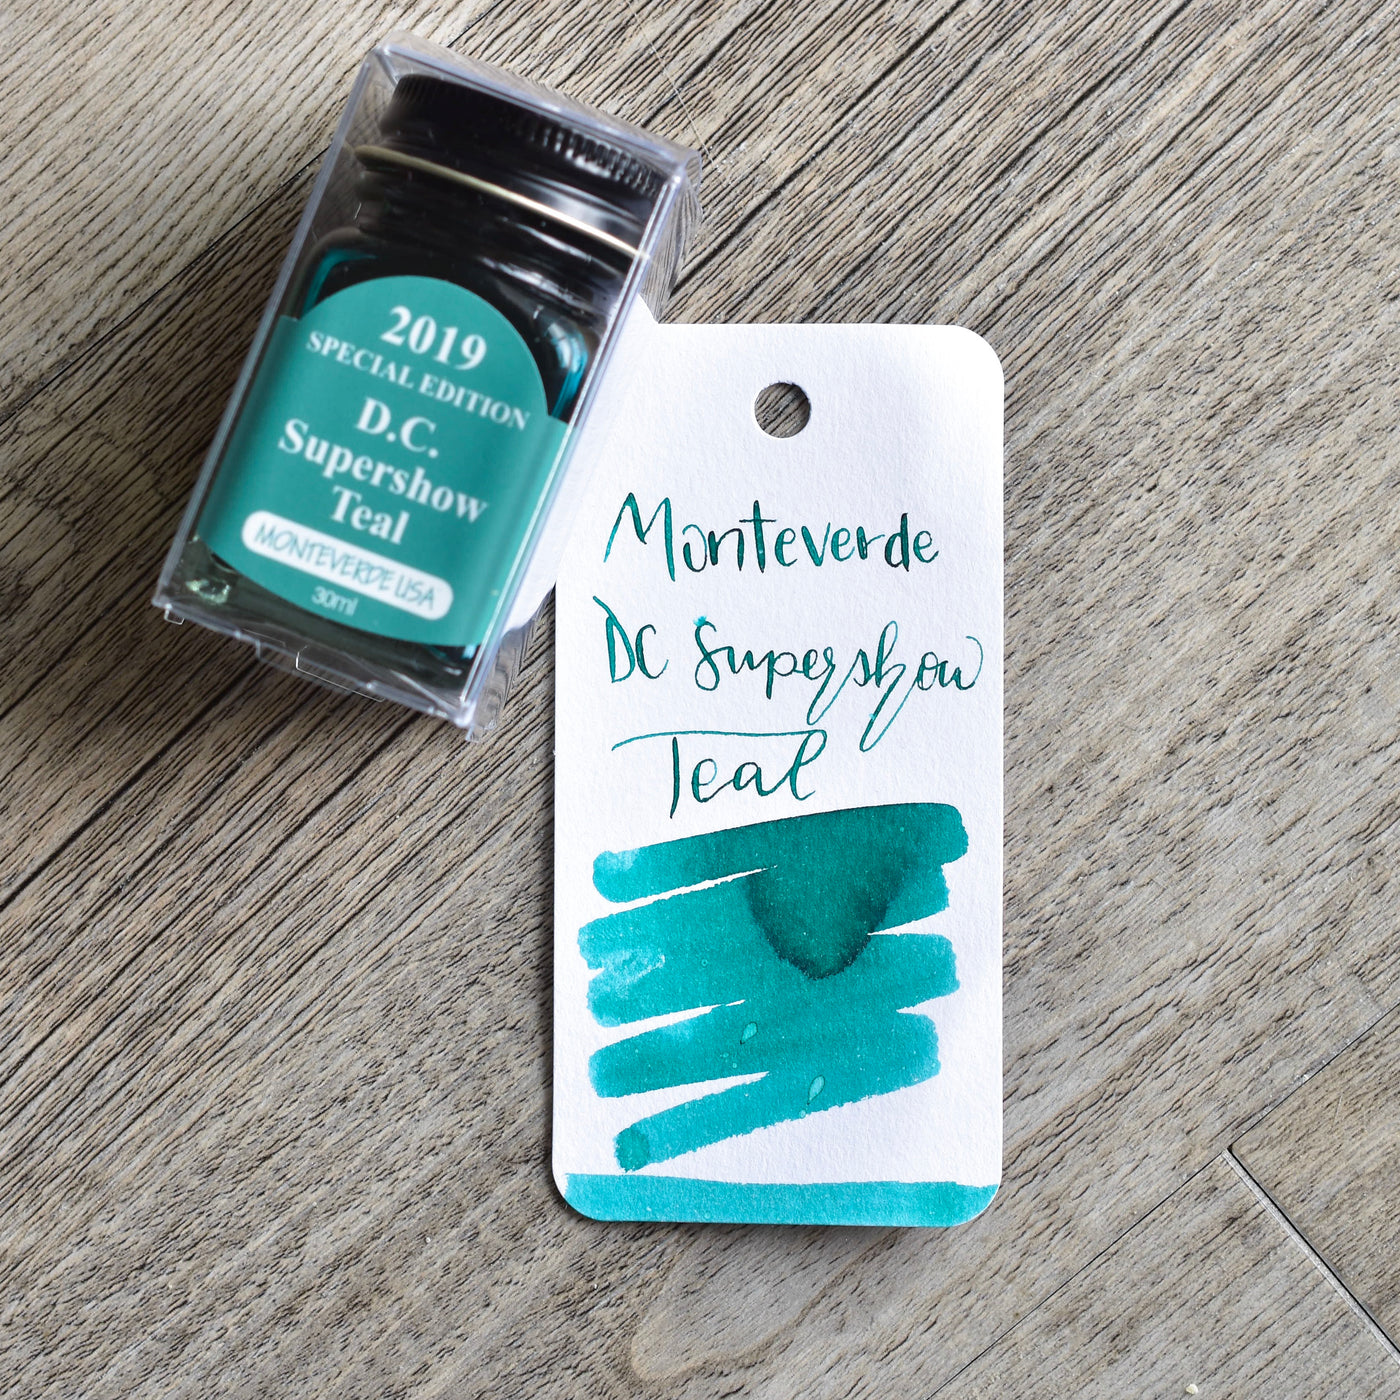 2019
SPECIAL EDITION
D.C.
Supershow
Teal
MONTEVERDE USA
30ml
Monteverde
DC Supershow
Teal